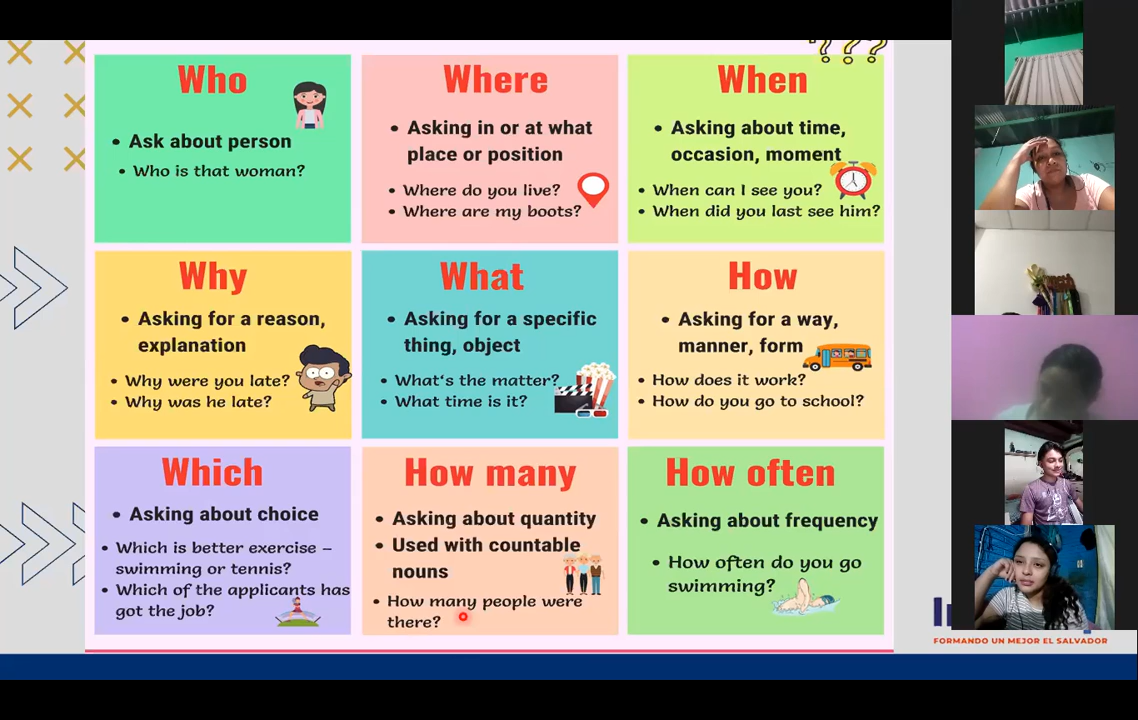 ???
Who
• Ask about person
• Who is that woman?
Where
• Asking in or at what
place or position
• Where do you live?
• Where are my boots?
When
• Asking about time,
occasion, moment
• When can I see you?
• When did you last see him?
Why
• Asking for a reason,
explanation
• Why were you late?
• Why was he late?
What
• Asking for a specific
thing, object
• What's the matter?
• What time is it?
How
• Asking for a way,
manner, form
• How does it work?
• How do you go to school?
Which
• Asking about choice
• Which is better exercise –
swimming or tennis?
• Which of the applicants has
got the job?
How many
• Asking about quantity
• Used with countable
nouns
• How many people were
there?
How often
• Asking about frequency
• How often do you go
swimming?
FORMANDO UN MEJOR EL SALVADOR